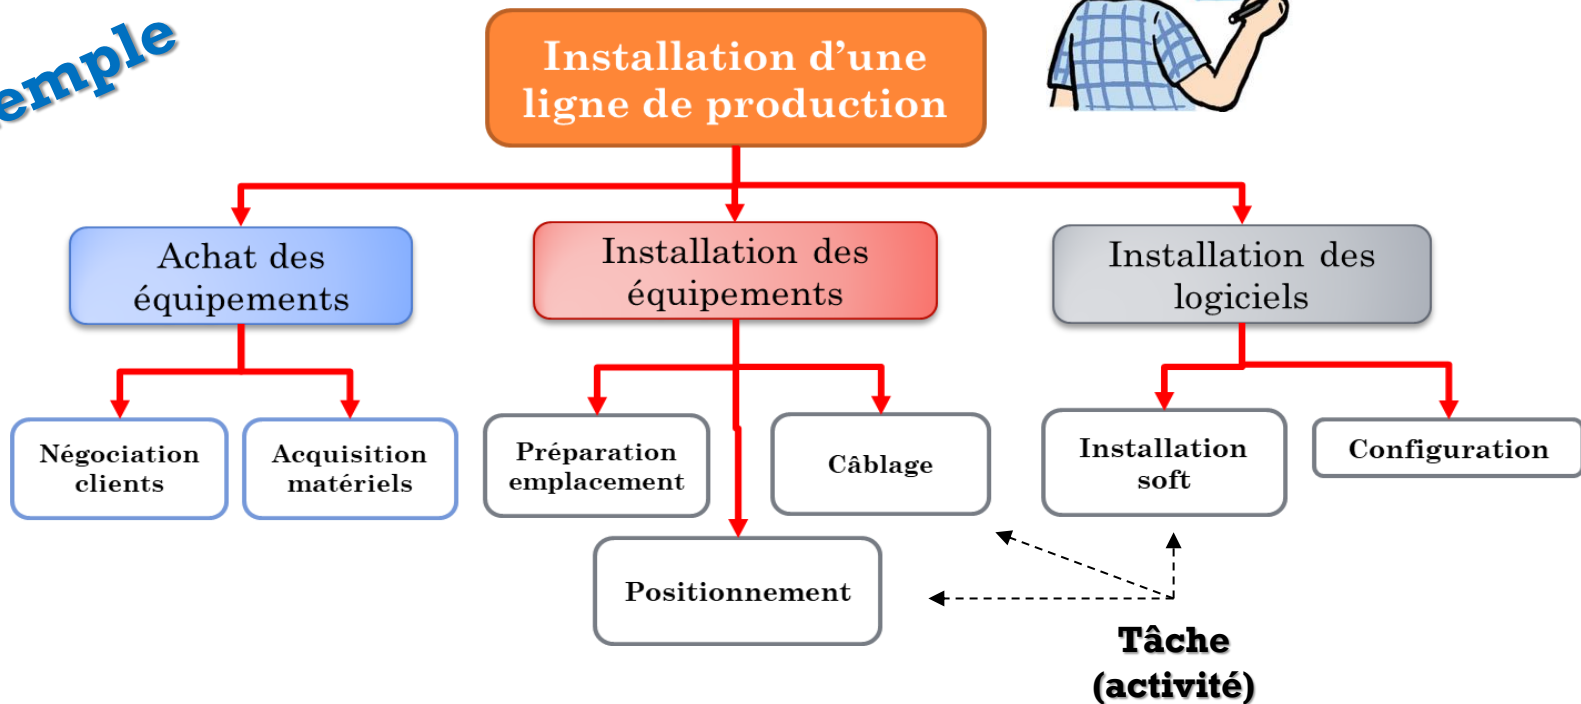 emple
Installation d’une
ligne de production
Achat des
équipements
Installation des
équipements
Installation des
logiciels
Négociation
clients
Acquisition
matériels
Préparation
emplacement
Câblage
Installation
soft
Configuration
Positionnement
Tâche
(activité)